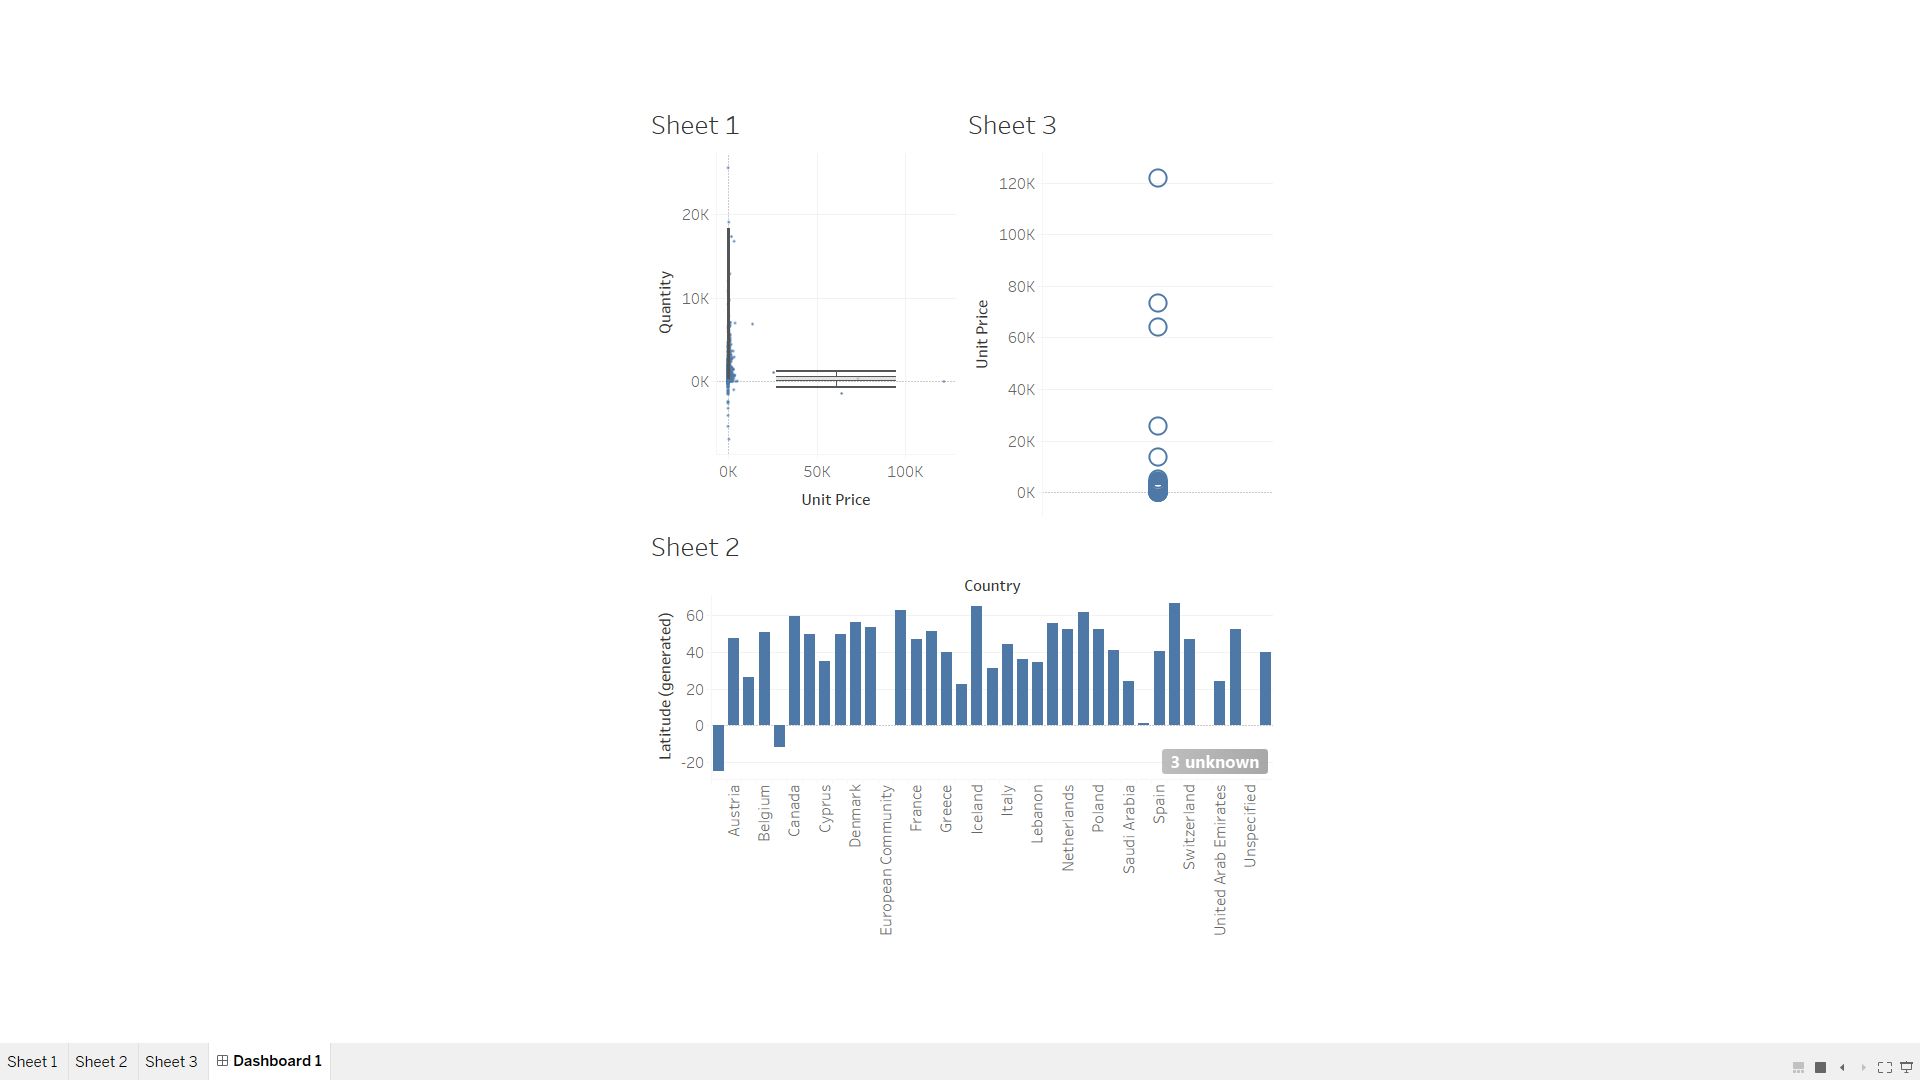 Sheet 1
Quantity
20K
10K
0K
0K 50K 100K
Unit Price
Sheet 3
Unit Price
120K
100K
80K
60K
40K
20K
0K
Sheet 2
Country
Latitude (generated)
60
40
20
0
-20
3 unknown
Austria
Belgium
Canada
Cyprus
Denmark
European Community
France
Greece
Iceland
Italy
Lebanon
Netherlands
Poland
Saudi Arabia
Spain
Switzerland
United Arab Emirates
Unspecified
Sheet 1 Sheet 2 Sheet 3 Dashboard 1